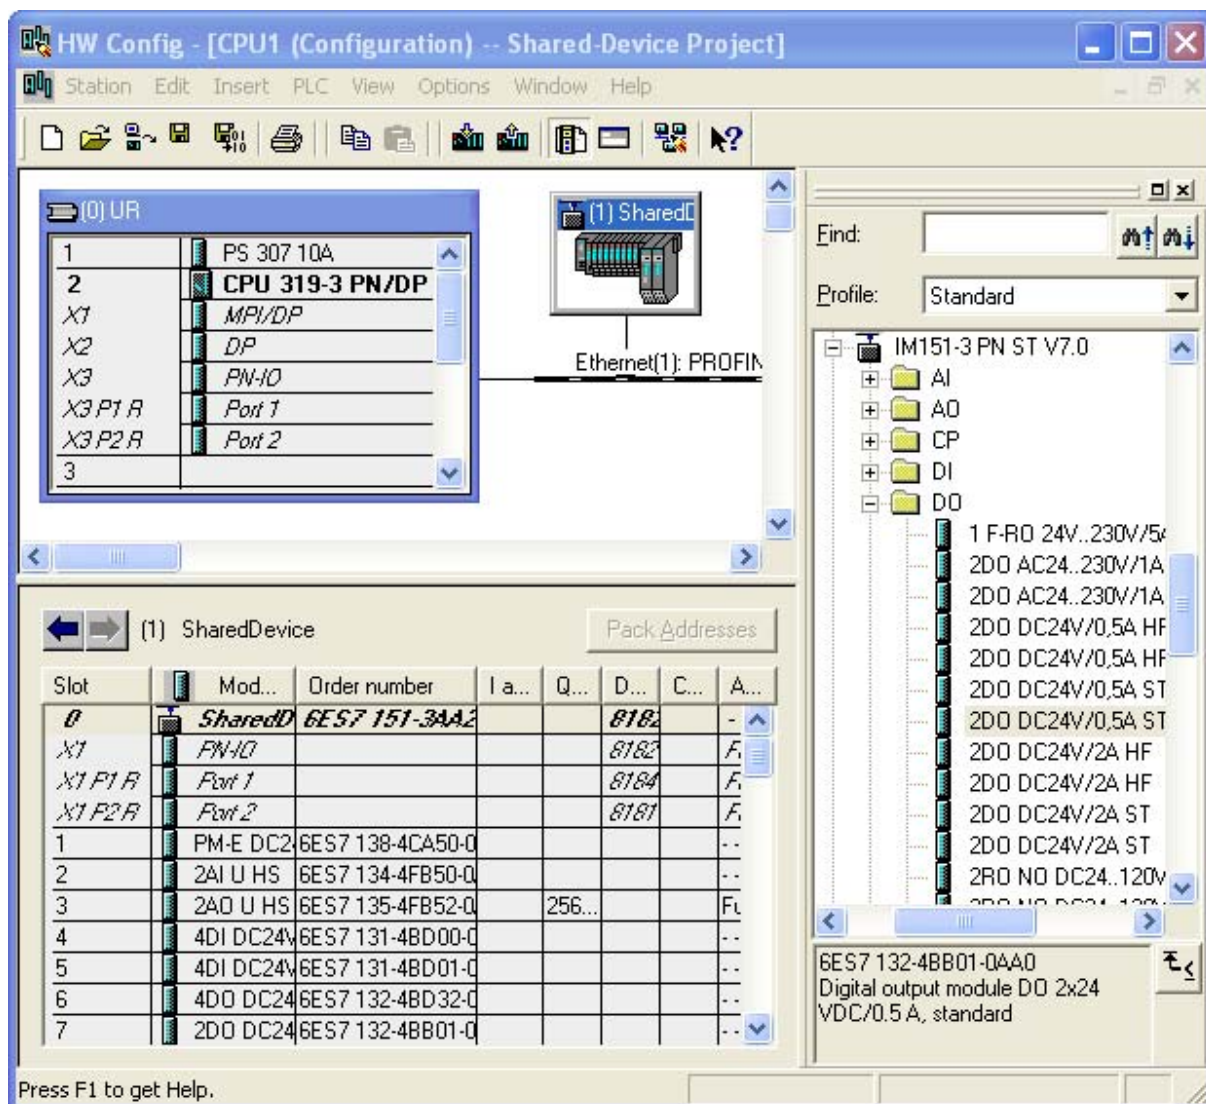 HW Config - [CPU1 (Configuration) -- Shared-Device Project]
Station Edit Insert PLC View Options Window Help
(0) UR
1 PS 307 10A
2 CPU 319-3 PN/DP
X1 MPI/DP
X2 DP
X3 PN-IO
X3 P1 R Port 1
X3 P2 R Port 2
3
(1) SharedD
Ethernet(1): PROFIN
(1) SharedDevice
Pack Addresses
Slot Mod... Order number I a... Q... D... C... A...
0 SharedD 6ES7 151-3AA2 8182 -
X1 PN-IO 8182 F
X1 P1 R Port 1 8184 F
X1 P2 R Port 2 8181 F
1 PM-E DC2 6ES7 138-4CA50-0 --
2 2AI U HS 6ES7 134-4FB50-0 --
3 2AO U HS 6ES7 135-4FB52-0 256... Fu
4 4DI DC24V 6ES7 131-4BD00-0 --
5 4DI DC24V 6ES7 131-4BD01-0 --
6 4DO DC24 6ES7 132-4BD32-0 --
7 2DO DC24 6ES7 132-4BB01-0 --
Find:
Profile: Standard
IM151-3 PN ST V7.0
AI
AO
CP
DI
DO
1 F-RO 24V..230V/5A
2DO AC24..230V/1A
2DO AC24..230V/1A
2DO DC24V/0,5A HF
2DO DC24V/0,5A HF
2DO DC24V/0,5A ST
2DO DC24V/0,5A ST
2DO DC24V/2A HF
2DO DC24V/2A HF
2DO DC24V/2A ST
2DO DC24V/2A ST
2RO NO DC24..120V
6ES7 132-4BB01-0AA0
Digital output module DO 2x24
VDC/0.5 A, standard
Press F1 to get Help.